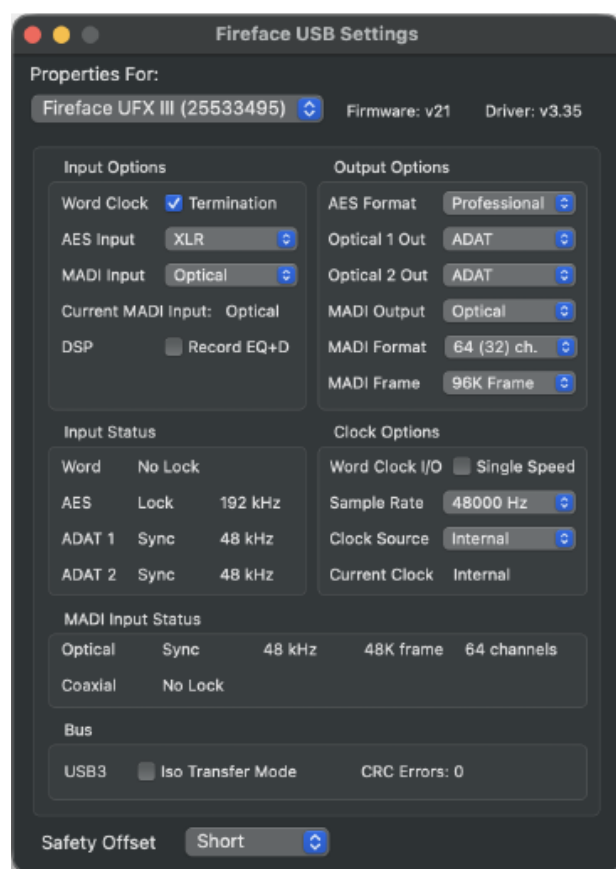 Fireface USB Settings
Properties For:
Fireface UFX III (25533495) Firmware: v21 Driver: v3.35
Input Options
Word Clock Termination
AES Input XLR
MADI Input Optical
Current MADI Input: Optical
DSP Record EQ+D
Output Options
AES Format Professional
Optical 1 Out ADAT
Optical 2 Out ADAT
MADI Output Optical
MADI Format 64 (32) ch.
MADI Frame 96K Frame
Input Status
Word No Lock
AES Lock 192 kHz
ADAT 1 Sync 48 kHz
ADAT 2 Sync 48 kHz
Clock Options
Word Clock I/O Single Speed
Sample Rate 48000 Hz
Clock Source Internal
Current Clock Internal
MADI Input Status
Optical Sync 48 kHz 48K frame 64 channels
Coaxial No Lock
Bus
USB3 Iso Transfer Mode CRC Errors: 0
Safety Offset Short